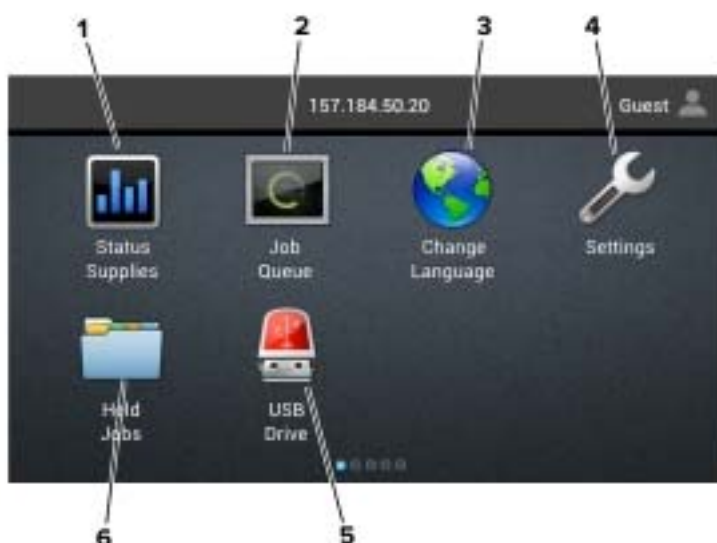 1 2 3 4
157.184.50.20 Guest
Status Supplies
Job Queue
Change Language
Settings
Held Jobs
USB Drive
6 5